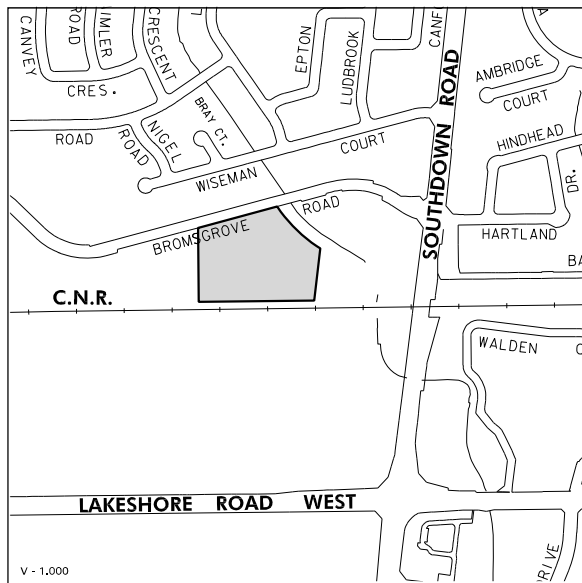 CANVEY
ROAD
IMLER
CRESCENT
CRES.
EPTON
LUDBROOK
CANF
SOUTHDOWN ROAD
AMBRIDGE
COURT
HINDHEAD
DR.
ROAD
ROAD
NIGEL
BRAY CT.
COURT
WISEMAN
ROAD
BROMSGROVE
HARTLAND
BA
C.N.R.
WALDEN
LAKESHORE ROAD WEST
RIVE
V - 1.000